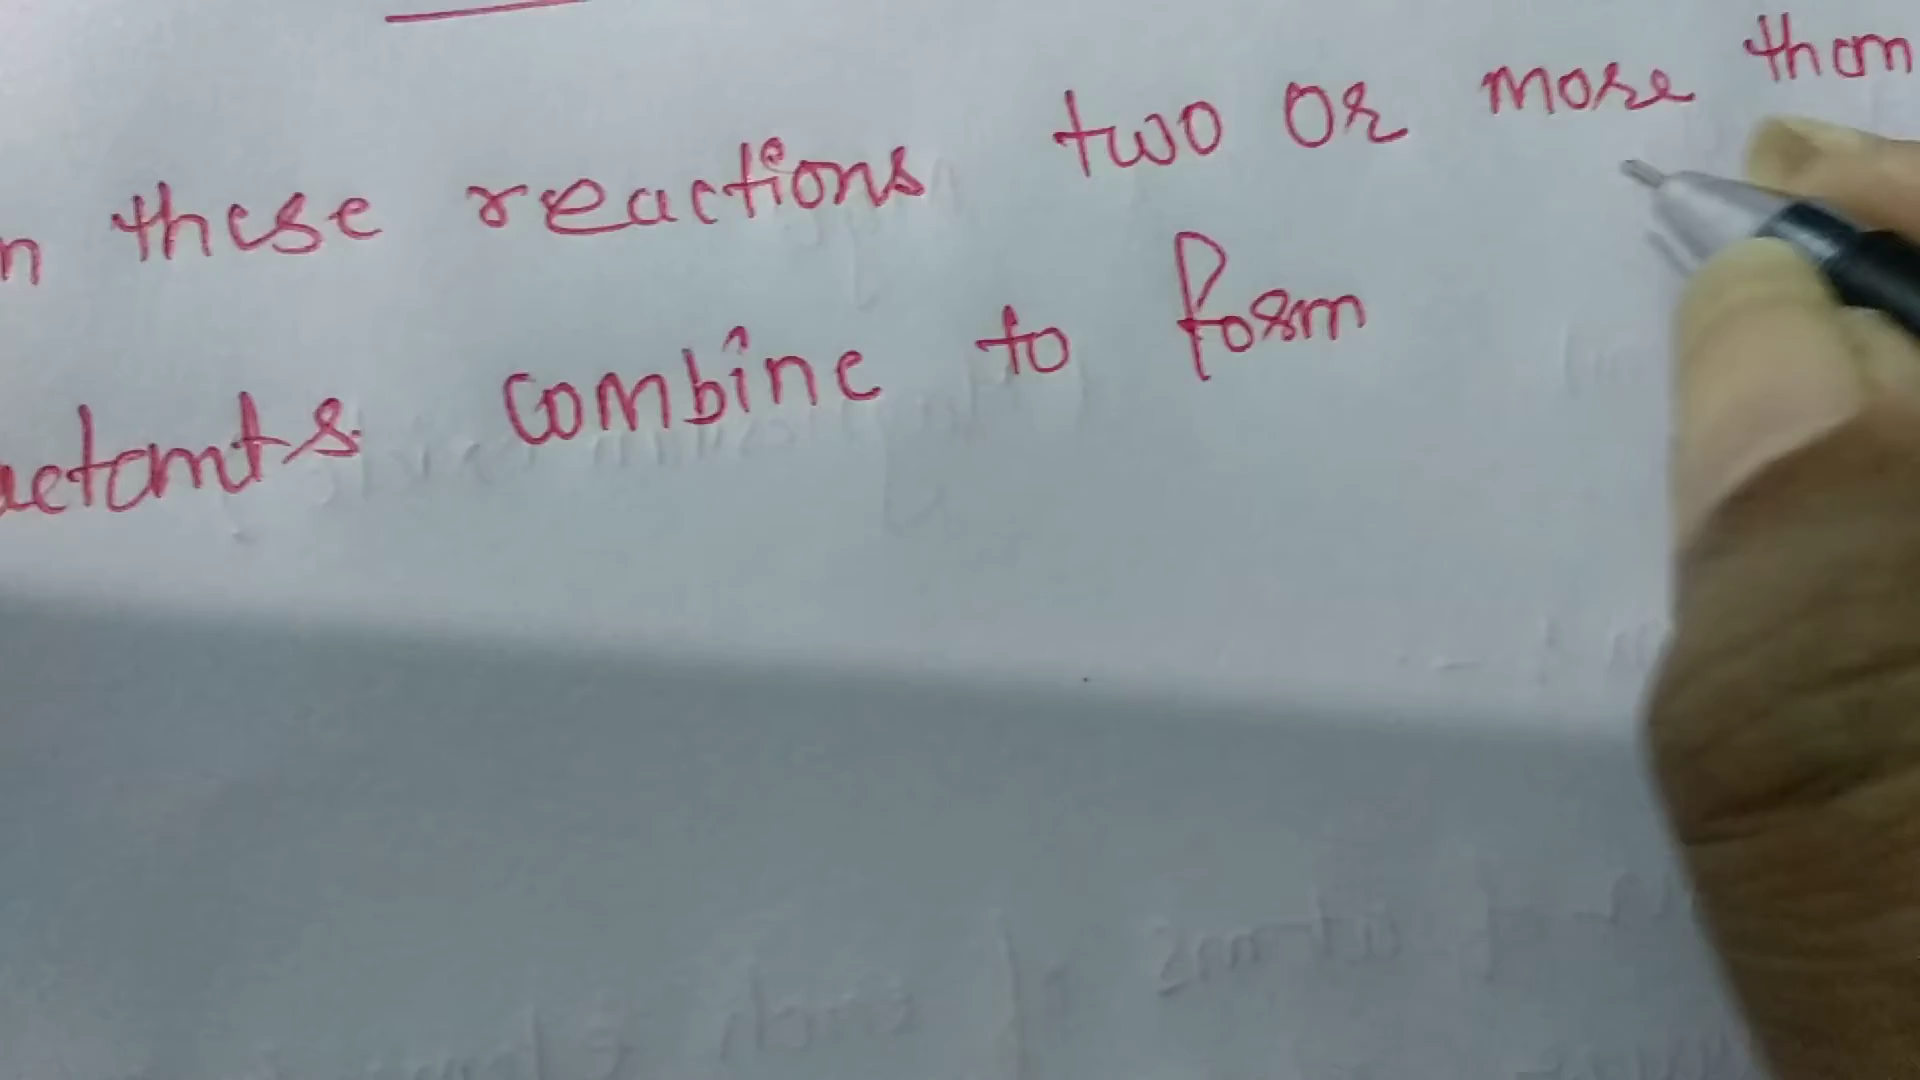 n these reactions two or more than
actants combine to form